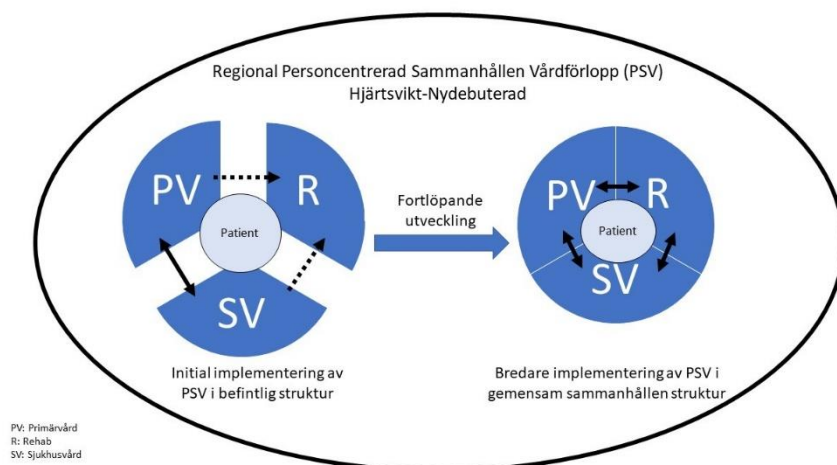 Regional Personcentrerad Sammanhållen Vårdförlopp (PSV)
Hjärtsvikt-Nydebuterad
PV
R
Patient
SV
Initial implementering av
PSV i befintlig struktur
Fortlöpande
utveckling
PV
R
Patient
SV
Bredare implementering av PSV i
gemensam sammanhållen struktur
PV: Primärvård
R: Rehab
SV: Sjukhusvård